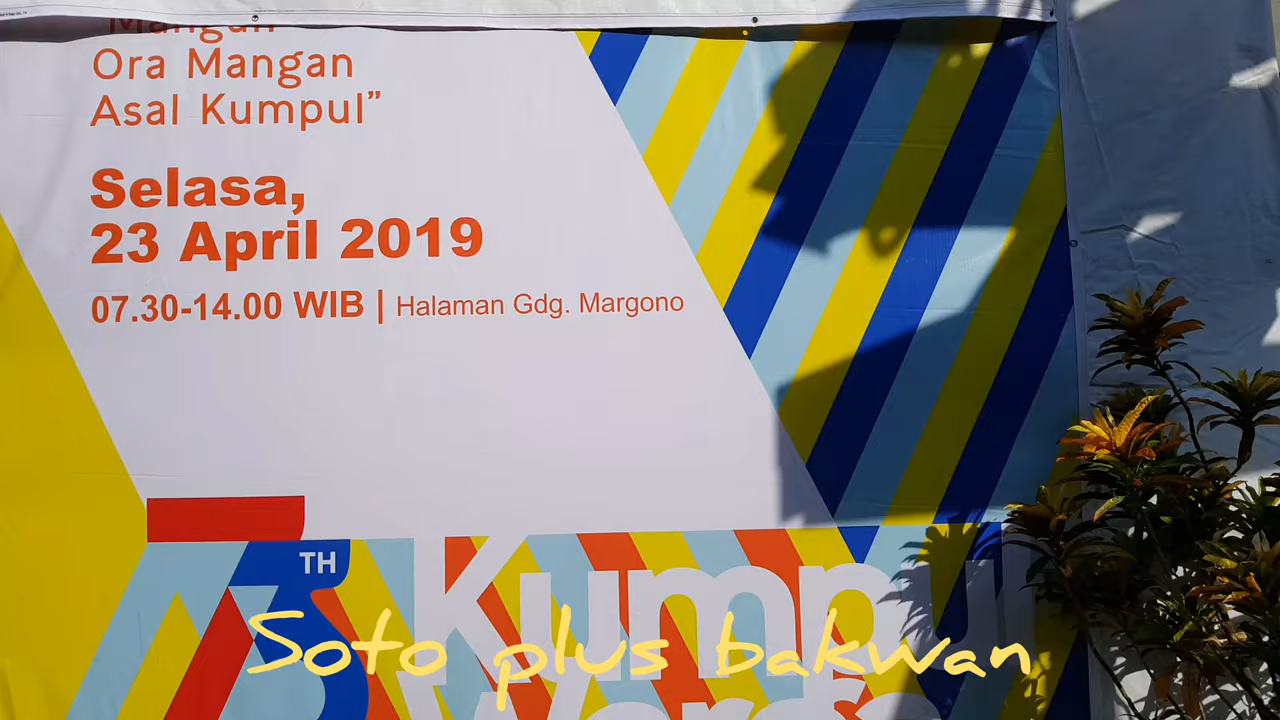 Mangan
Ora Mangan
Asal Kumpul”
Selasa,
23 April 2019
07.30-14.00 WIB | Halaman Gdg. Margono
TH
Kumpul
Soto plus bakwan